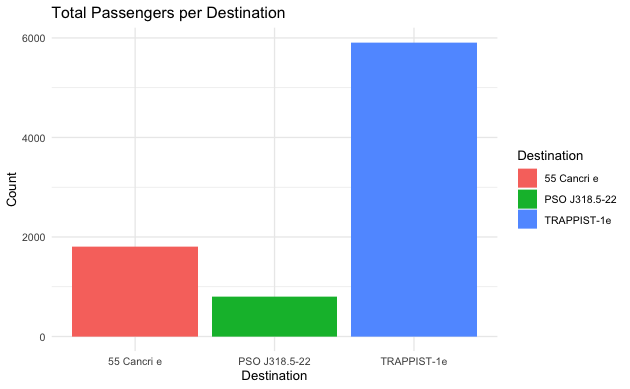 Total Passengers per Destination
Count
6000
4000
2000
0
55 Cancri e
PSO J318.5-22
TRAPPIST-1e
Destination
Destination
55 Cancri e
PSO J318.5-22
TRAPPIST-1e